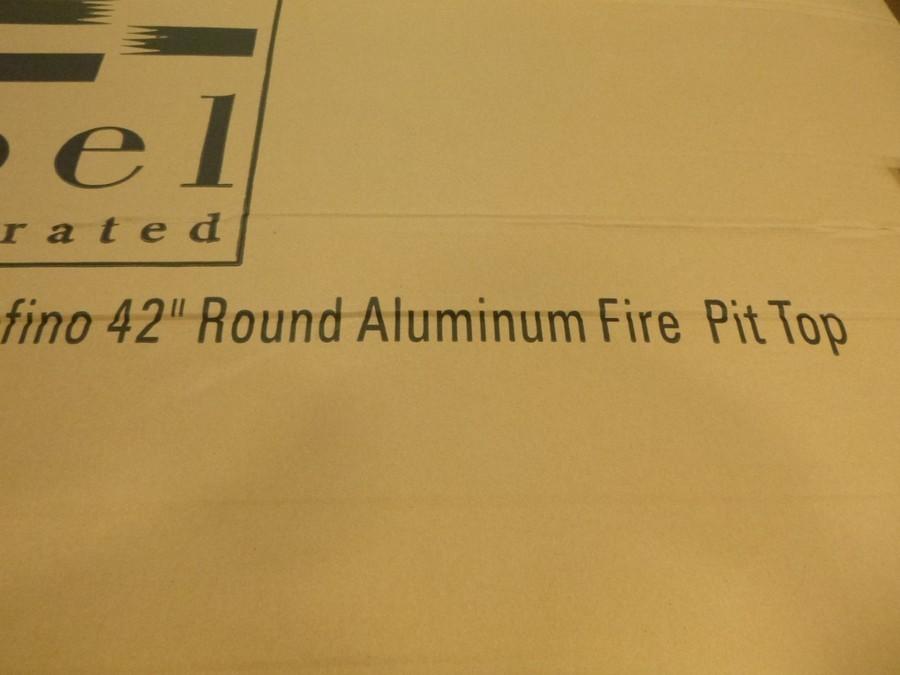 el
rated
fino 42" Round Aluminum Fire Pit Top